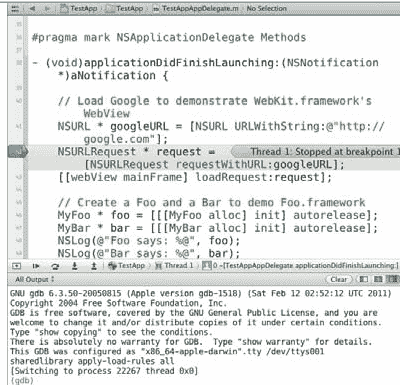 TestApp TestApp TestAppAppDelegate.m No Selection
#pragma mark NSApplicationDelegate Methods
- (void)applicationDidFinishLaunching:(NSNotification
*)aNotification {
// Load Google to demonstrate WebKit.framework's
WebView
NSURL * googleURL = [NSURL URLWithString:@"http://
google.com"];
NSURLRequest * request = Thread 1: Stopped at breakpoint 1
[NSURLRequest requestWithURL:googleURL];
[[webView mainFrame] loadRequest:request];
// Create a Foo and a Bar to demo Foo.framework
MyFoo * foo = [[[MyFoo alloc] init] autorelease];
MyBar * bar = [[[MyBar alloc] init] autorelease];
NSLog(@"Foo says: %@", foo);
NSLog(@"Bar says: %@", bar);
TestApp Thread 1 0 -[TestAppAppDelegate applicationDidFinishLaunching:]
All Output Clear
GNU gdb 6.3.50-20050815 (Apple version gdb-1518) (Sat Feb 12 02:52:12 UTC 2011)
Copyright 2004 Free Software Foundation, Inc.
GDB is free software, covered by the GNU General Public License, and you are
welcome to change it and/or distribute copies of it under certain conditions.
Type "show copying" to see the conditions.
There is absolutely no warranty for GDB. Type "show warranty" for details.
This GDB was configured as "x86_64-apple-darwin".tty /dev/ttys001
sharedlibrary apply-load-rules all
[Switching to process 22267 thread 0x0]
(gdb)